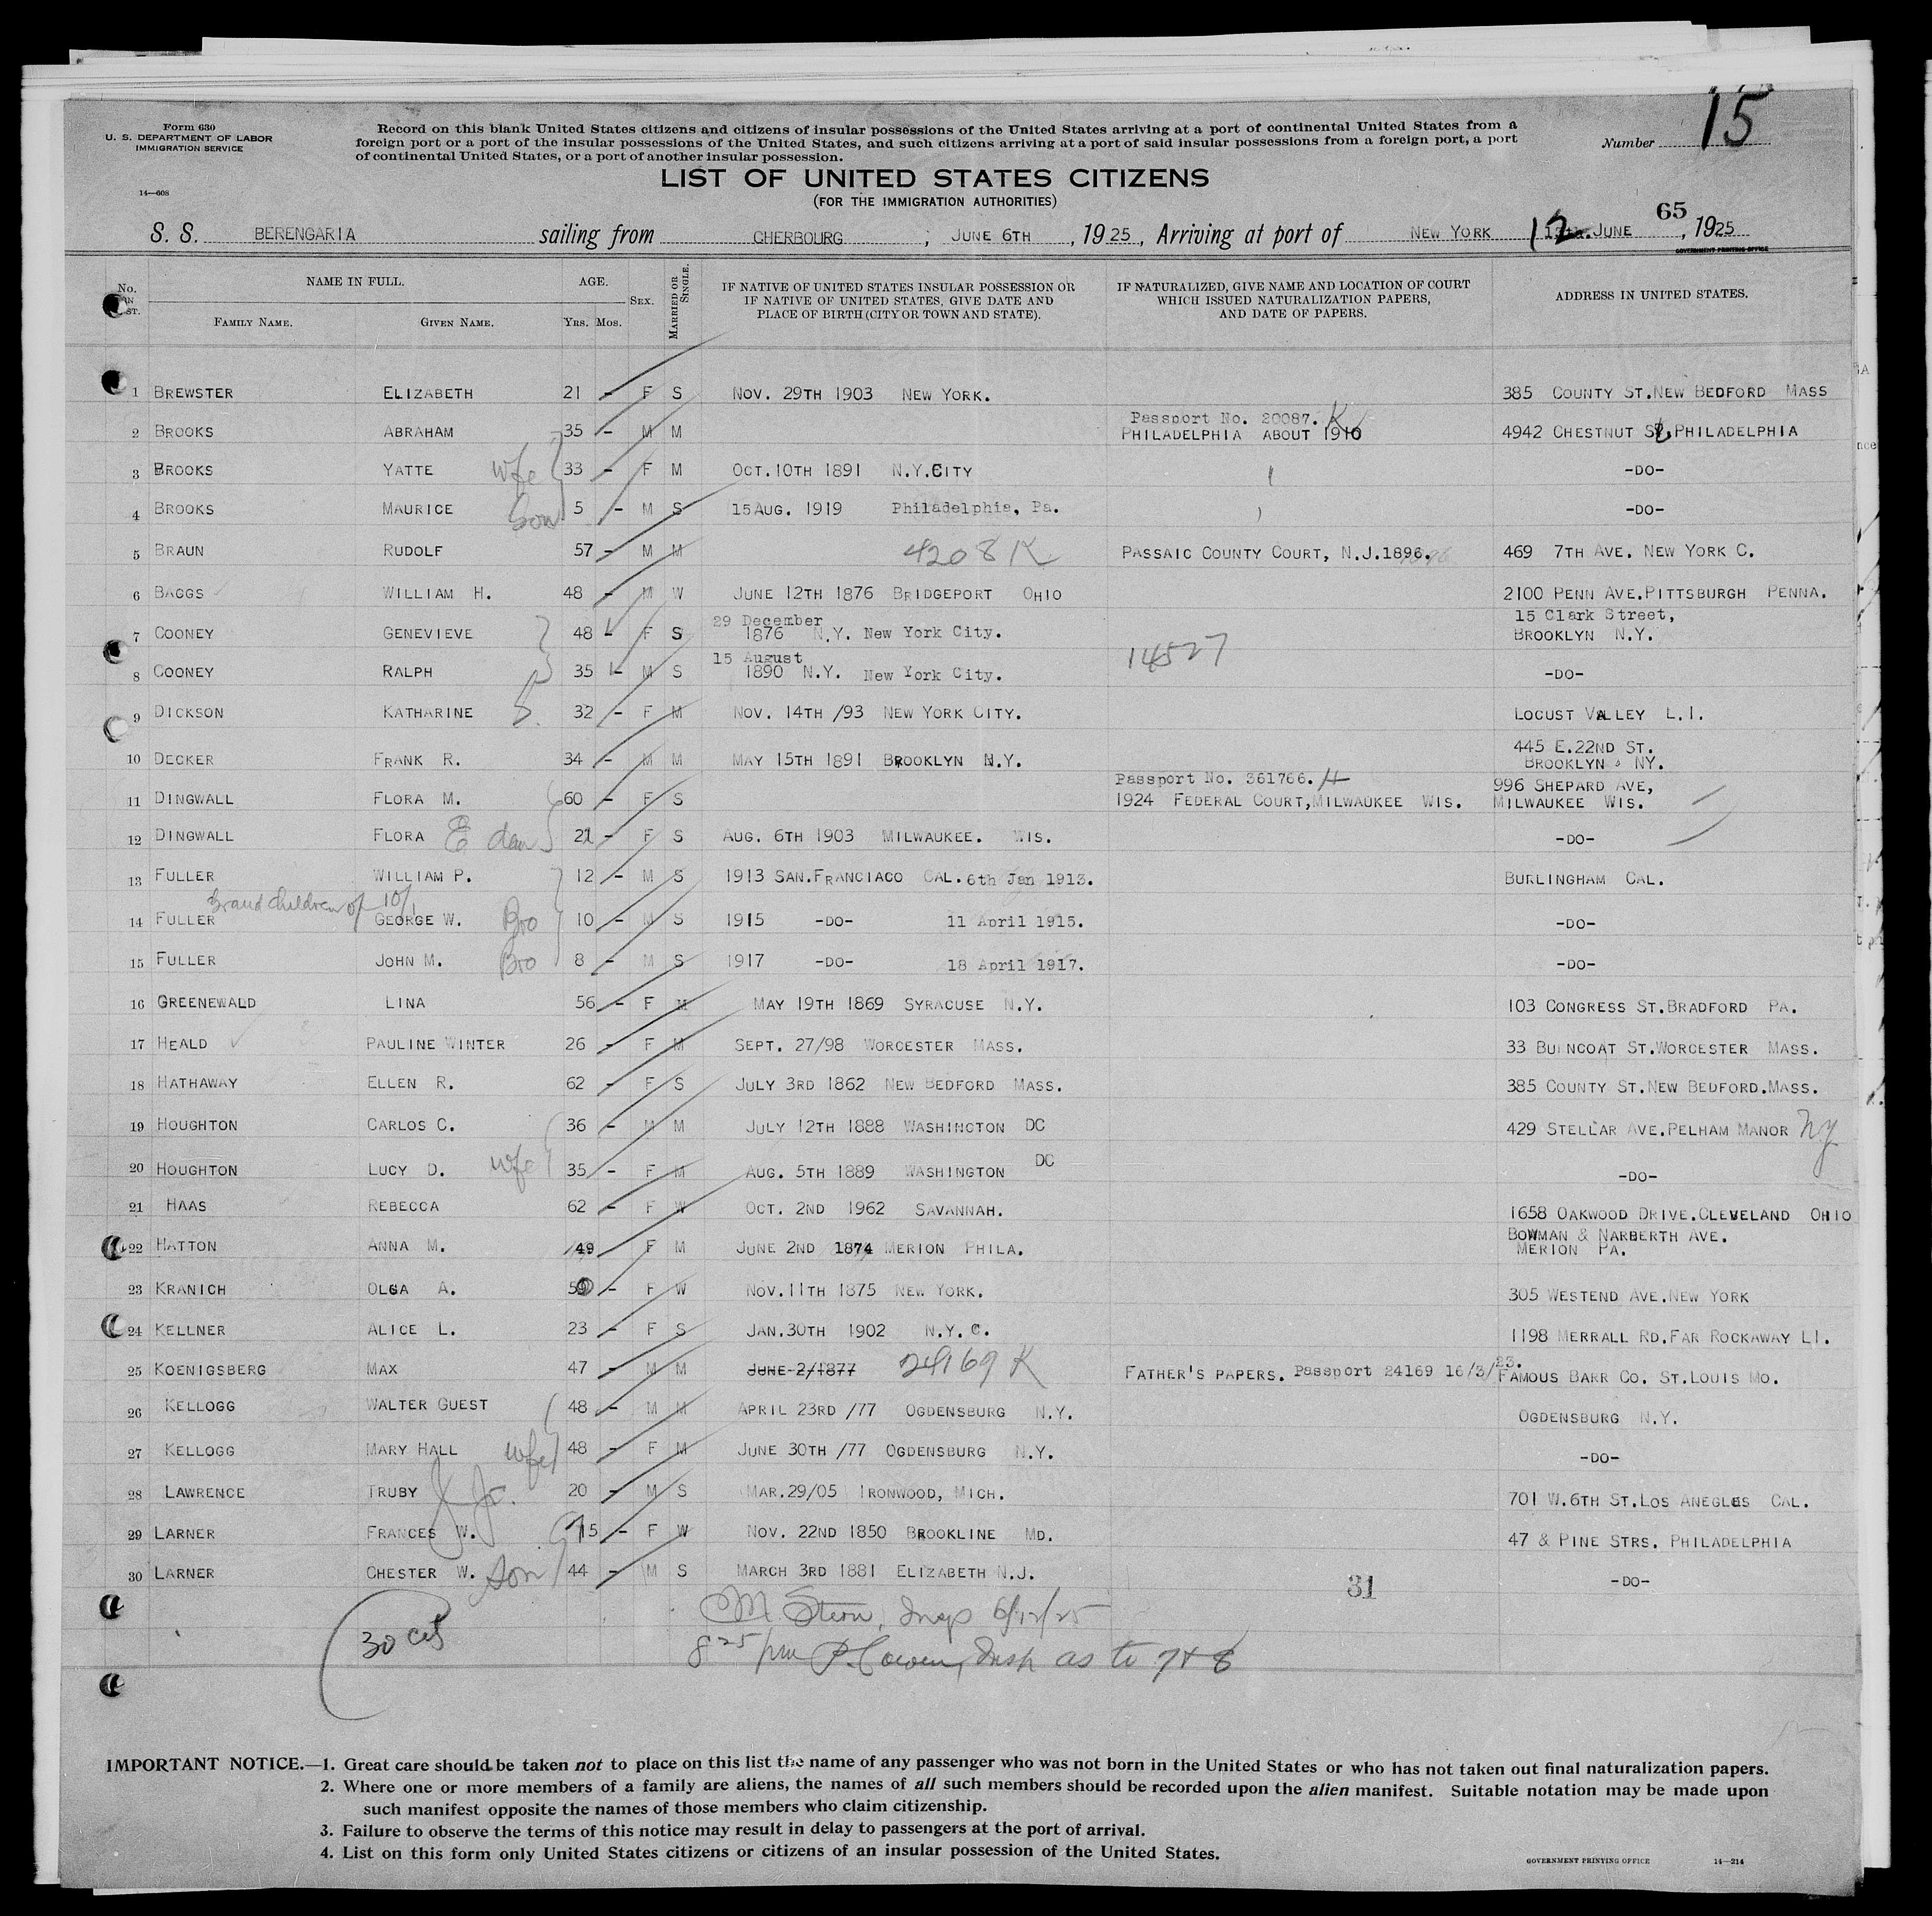 15
Form 630
U. S. DEPARTMENT OF LABOR
IMMIGRATION SERVICE
14—608
Record on this blank United States citizens and citizens of insular possessions of the United States arriving at a port of continental United States from a
foreign port or a port of the insular possessions of the United States, and such citizens arriving at a port of said insular possessions from a foreign port, a port
of continental United States, or a port of another insular possession.
Number
LIST OF UNITED STATES CITIZENS
(FOR THE IMMIGRATION AUTHORITIES)
65
S. S. BERENGARIA sailing from CHERBOURG, JUNE 6TH, 1925, Arriving at port of NEW YORK 12 JUNE, 1925
GOVERNMENT PRINTING OFFICE
No. ON LIST. NAME IN FULL. FAMILY NAME. GIVEN NAME. AGE. YRS. MOS. SEX. MARRIED OR SINGLE. IF NATIVE OF UNITED STATES INSULAR POSSESSION OR IF NATIVE OF UNITED STATES, GIVE DATE AND PLACE OF BIRTH (CITY OR TOWN AND STATE). IF NATURALIZED, GIVE NAME AND LOCATION OF COURT WHICH ISSUED NATURALIZATION PAPERS, AND DATE OF PAPERS. ADDRESS IN UNITED STATES.
1 BREWSTER ELIZABETH 21 - F S NOV. 29TH 1903 NEW YORK. 385 COUNTY ST.NEW BEDFORD MASS
Passport No. 20087. K
2 BROOKS ABRAHAM 35 - M M PHILADELPHIA ABOUT 1910 4942 CHESTNUT St, PHILADELPHIA
3 BROOKS YATTE wife 33 - F M OCT.10TH 1891 N.Y.CITY -DO-
4 BROOKS MAURICE Son 5 - M S 15AUG. 1919 Philadelphia, Pa. -DO-
5 BRAUN RUDOLF 57 - M M 4208 K PASSAIC COUNTY COURT, N.J.1896. 469 7TH AVE. NEW YORK C.
6 BAGGS WILLIAM H. 48 - M W JUNE 12TH 1876 BRIDGEPORT OHIO 2100 PENN AVE.PITTSBURGH PENNA.
29 December 15 Clark Street,
7 COONEY GENEVIEVE 48 - F S 1876 N.Y. New York City. BROOKLYN N.Y.
15 August 14527
8 COONEY RALPH 35 - M S 1890 N.Y. New York City. -DO-
9 DICKSON KATHARINE S. 32 - F M NOV. 14TH /93 NEW YORK CITY. LOCUST VALLEY L.I.
445 E.22ND ST.
10 DECKER FRANK R. 34 - M M MAY 15TH 1891 BROOKLYN N.Y. BROOKLYN NY.
Passport No. 361766. H 996 SHEPARD AVE,
11 DINGWALL FLORA M. 60 - F S 1924 FEDERAL COURT,MILWAUKEE WIS. MILWAUKEE WIS.
12 DINGWALL FLORA E dau 21 - F S AUG. 6TH 1903 MILWAUKEE. WIS. -DO-
13 FULLER WILLIAM P. 12 - M S 1913 SAN.FRANCIACO CAL. 6th Jan 1913. BURLINGHAM CAL.
Grand children of 10/
14 FULLER GEORGE W. Bro 10 - M S 1915 -DO- 11 April 1915. -DO-
15 FULLER JOHN M. Bro 8 - M S 1917 -DO- 18 April 1917. -DO-
16 GREENEWALD LINA 56 - F M MAY 19TH 1869 SYRACUSE N.Y. 103 CONGRESS ST.BRADFORD PA.
17 HEALD PAULINE WINTER 26 - F M SEPT. 27/98 WORCESTER MASS. 33 BUENCOAT ST.WORCESTER MASS.
18 HATHAWAY ELLEN R. 62 - F S JULY 3RD 1862 NEW BEDFORD MASS. 385 COUNTY ST.NEW BEDFORD.MASS.
19 HOUGHTON CARLOS C. 36 - M M JULY 12TH 1888 WASHINGTON DC 429 STELLAR AVE.PELHAM MANOR N.Y
20 HOUGHTON LUCY D. wife 35 - F M AUG. 5TH 1889 WASHINGTON DC -DO-
21 HAAS REBECCA 62 - F W OCT. 2ND 1962 SAVANNAH. 1658 OAKWOOD DRIVE.CLEVELAND OHIO
22 HATTON ANNA M. 49 F M JUNE 2ND 1874 MERION PHILA. BOWMAN & NARBERTH AVE.
MERION PA.
23 KRANICH OLGA A. 50 - F W NOV.11TH 1875 NEW YORK. 305 WESTEND AVE.NEW YORK
24 KELLNER ALICE L. 23 - F S JAN.30TH 1902 N.Y.C. 1198 MERRALL RD.FAR ROCKAWAY LI.
25 KOENIGSBERG MAX 47 - M M JUNE-2/1877 24169 K FATHER'S PAPERS. Passport 24169 16/3/23. FAMOUS BARR CO. ST.LOUIS MO.
26 KELLOGG WALTER GUEST 48 - M M APRIL 23RD /77 OGDENSBURG N.Y. OGDENSBURG N.Y.
27 KELLOGG MARY HALL wife 48 - F M JUNE 30TH /77 OGDENSBURG N.Y. -DO-
28 LAWRENCE TRUBY J Jr. 20 - M S MAR.29/05 IRONWOOD, MICH. 701 W.6TH ST.LOS ANEGLES CAL.
29 LARNER FRANCES W. 75 - F W NOV. 22ND 1850 BROOKLINE MD. 47 & PINE STRS. PHILADELPHIA
30 LARNER CHESTER W. Son 44 - M S MARCH 3RD 1881 ELIZABETH N.J. -DO-
31
M Stern, Insp 6/12/25
30 cits
8 25 pm P. Cowen, Insp as to 7+8
IMPORTANT NOTICE.—1. Great care should be taken not to place on this list the name of any passenger who was not born in the United States or who has not taken out final naturalization papers.
2. Where one or more members of a family are aliens, the names of all such members should be recorded upon the alien manifest. Suitable notation may be made upon
such manifest opposite the names of those members who claim citizenship.
3. Failure to observe the terms of this notice may result in delay to passengers at the port of arrival.
4. List on this form only United States citizens or citizens of an insular possession of the United States.
GOVERNMENT PRINTING OFFICE 14—214